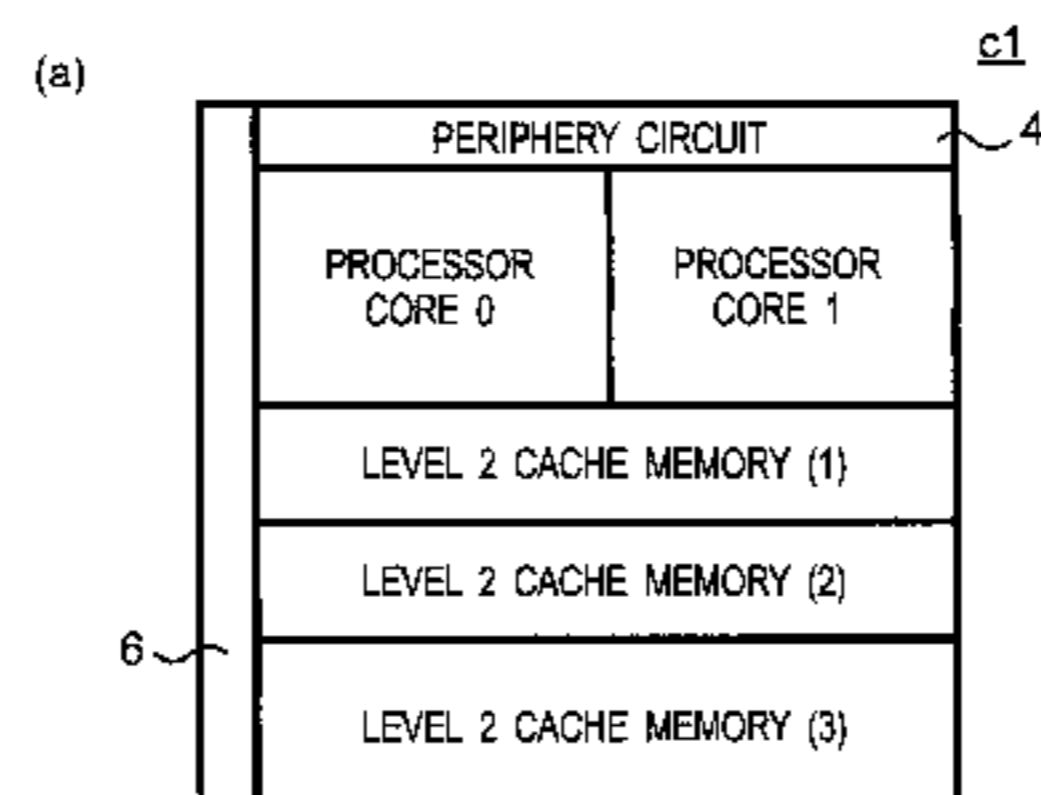 (a)
c1
PERIPHERY CIRCUIT
4
PROCESSOR
CORE 0
PROCESSOR
CORE 1
LEVEL 2 CACHE MEMORY (1)
LEVEL 2 CACHE MEMORY (2)
6
LEVEL 2 CACHE MEMORY (3)